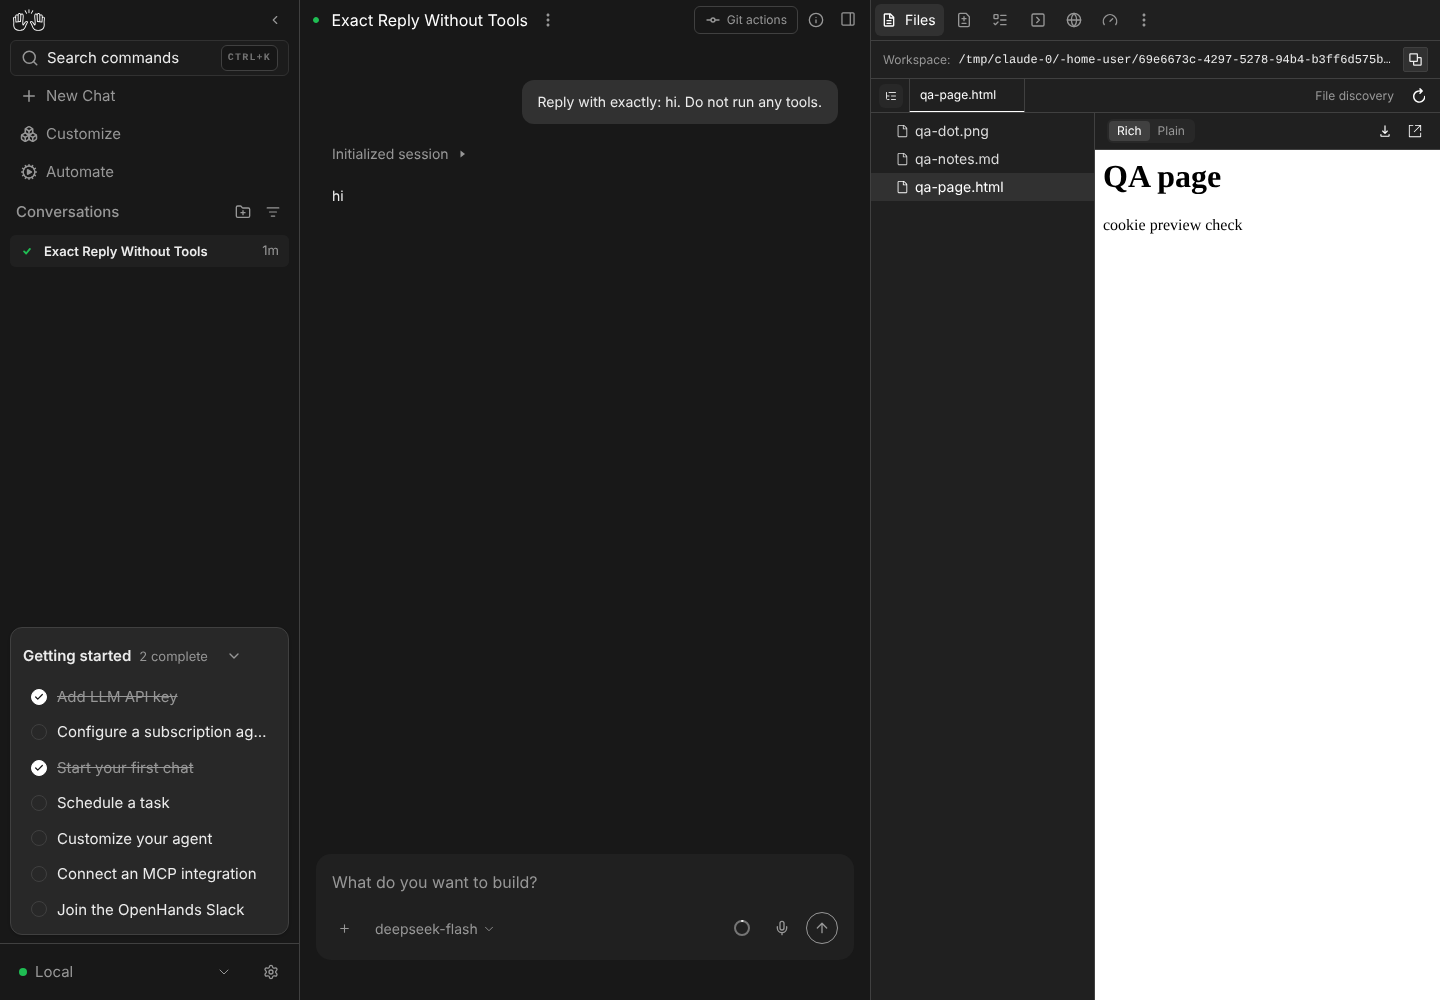 Search commands
CTRL+K
New Chat
Customize
Automate
Conversations
Exact Reply Without Tools 1m
Getting started 2 complete
Add LLM API key
Configure a subscription ag...
Start your first chat
Schedule a task
Customize your agent
Connect an MCP integration
Join the OpenHands Slack
Local
Exact Reply Without Tools
Git actions
Reply with exactly: hi. Do not run any tools.
Initialized session
hi
What do you want to build?
deepseek-flash
Files
Workspace: /tmp/claude-0/-home-user/69e6673c-4297-5278-94b4-b3ff6d575b…
qa-page.html
File discovery
qa-dot.png
qa-notes.md
qa-page.html
Rich Plain
QA page
cookie preview check